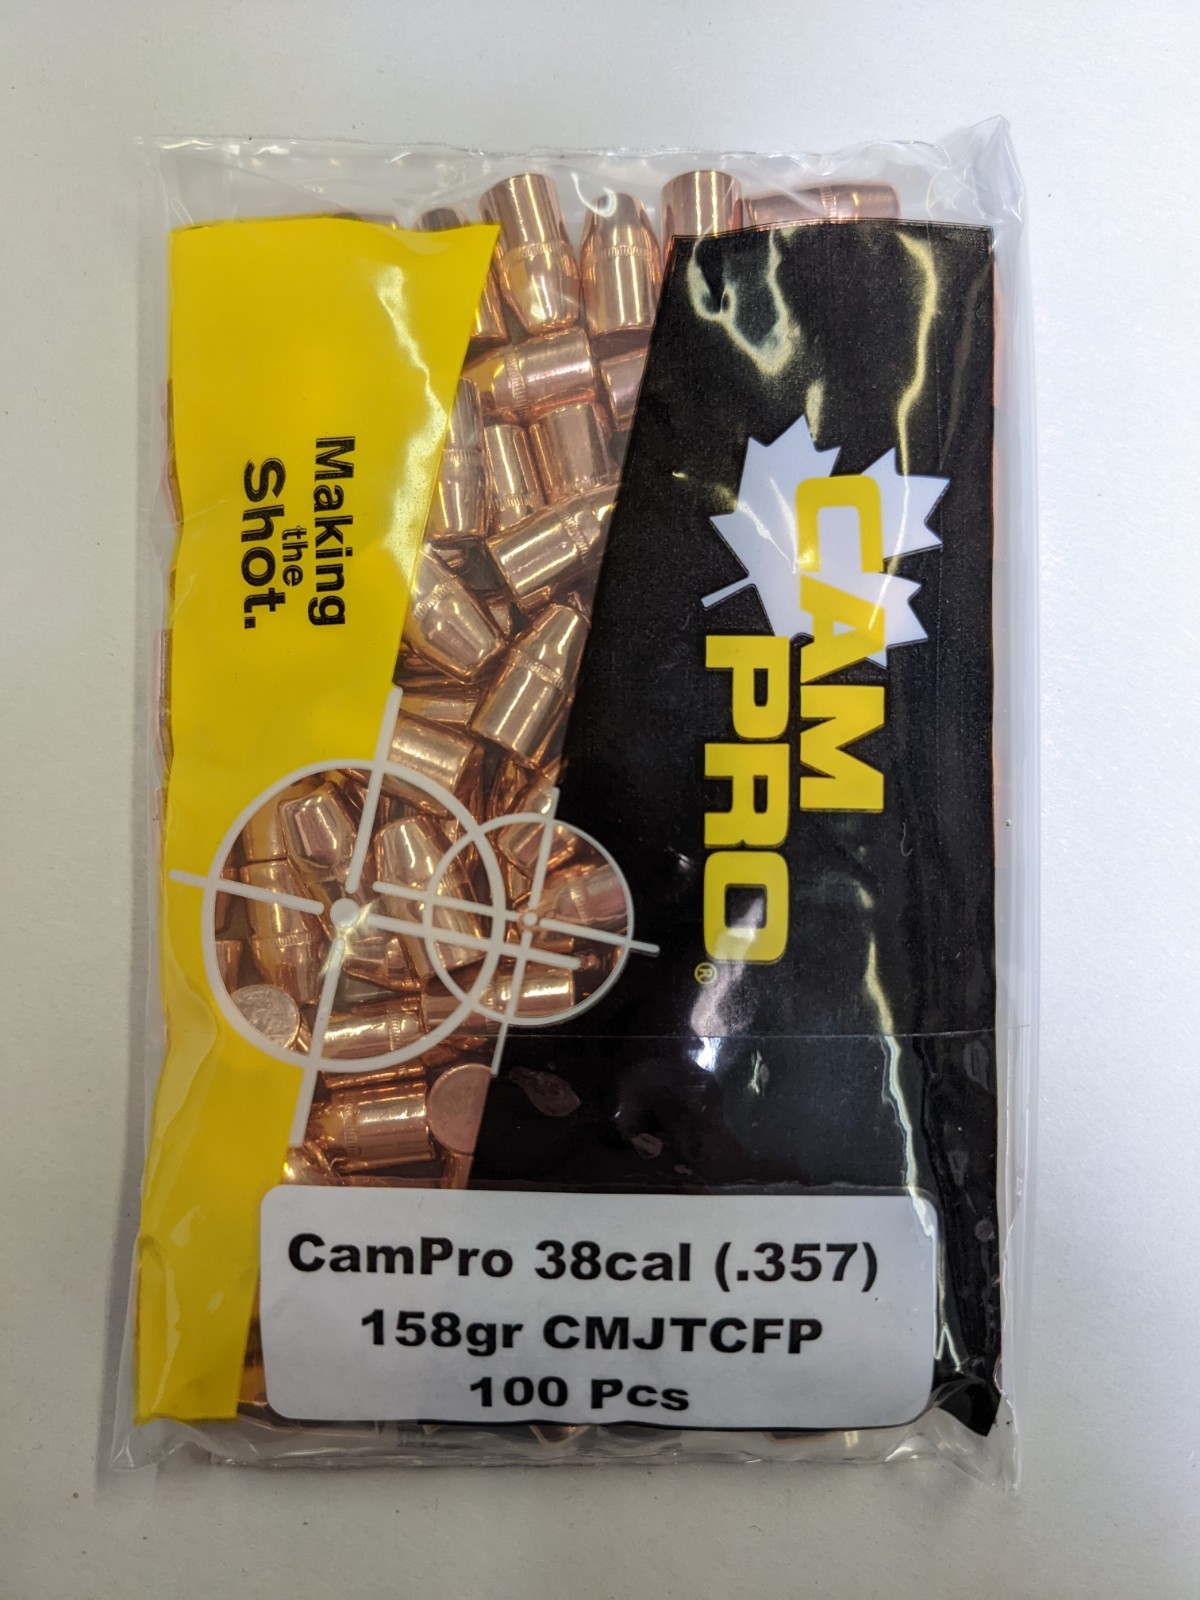 Making
the
Shot.
CAM
PRO®
CamPro 38cal (.357)
158gr CMJTCFP
100 Pcs